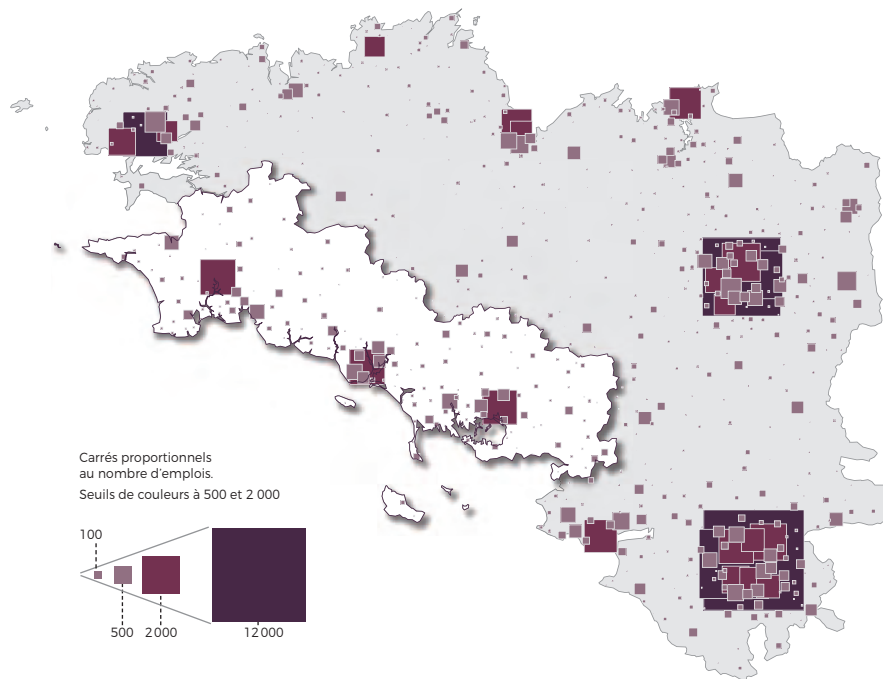 Carrés proportionnels
au nombre d'emplois.
Seuils de couleurs à 500 et 2 000
100
500
2 000
12 000